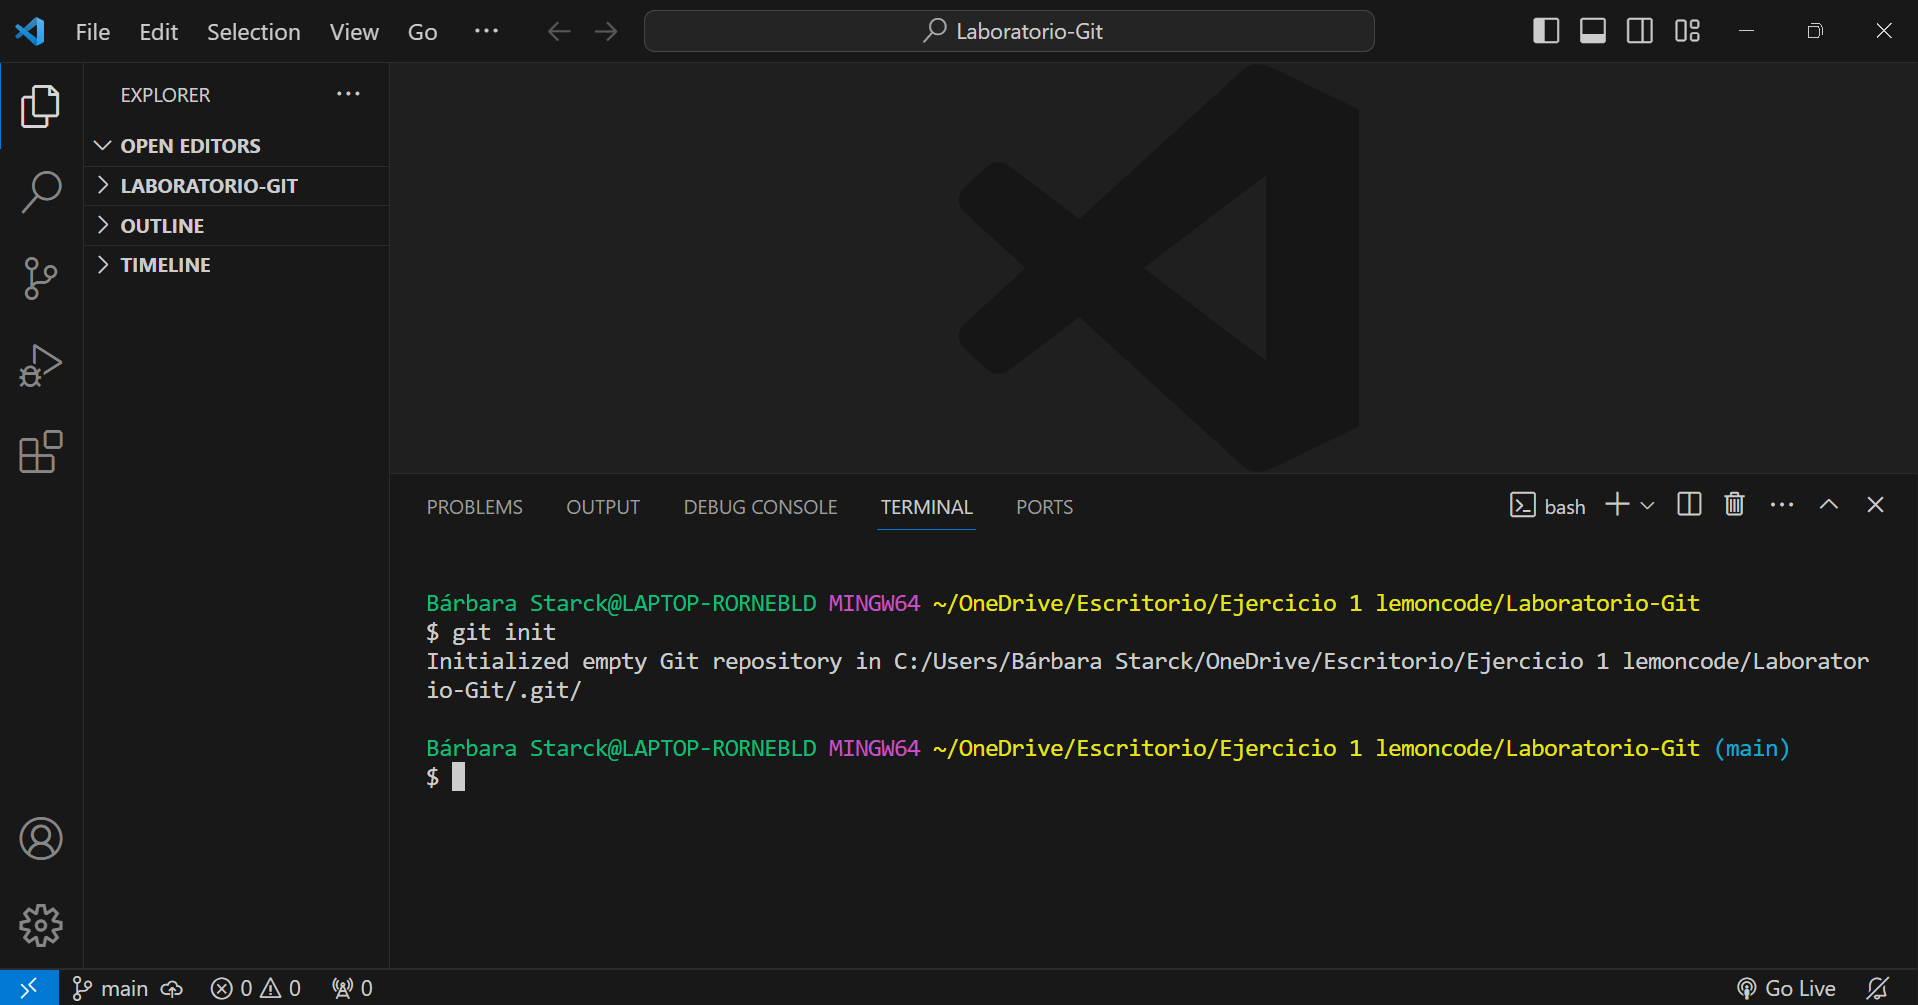 File Edit Selection View Go ··· Laboratorio-Git
EXPLORER ···
OPEN EDITORS
LABORATORIO-GIT
OUTLINE
TIMELINE
PROBLEMS OUTPUT DEBUG CONSOLE TERMINAL PORTS bash ···
Bárbara Starck@LAPTOP-RORNEBLD MINGW64 ~/OneDrive/Escritorio/Ejercicio 1 lemoncode/Laboratorio-Git
$ git init
Initialized empty Git repository in C:/Users/Bárbara Starck/OneDrive/Escritorio/Ejercicio 1 lemoncode/Laborator
io-Git/.git/
Bárbara Starck@LAPTOP-RORNEBLD MINGW64 ~/OneDrive/Escritorio/Ejercicio 1 lemoncode/Laboratorio-Git (main)
$
main 0 0 0 Go Live